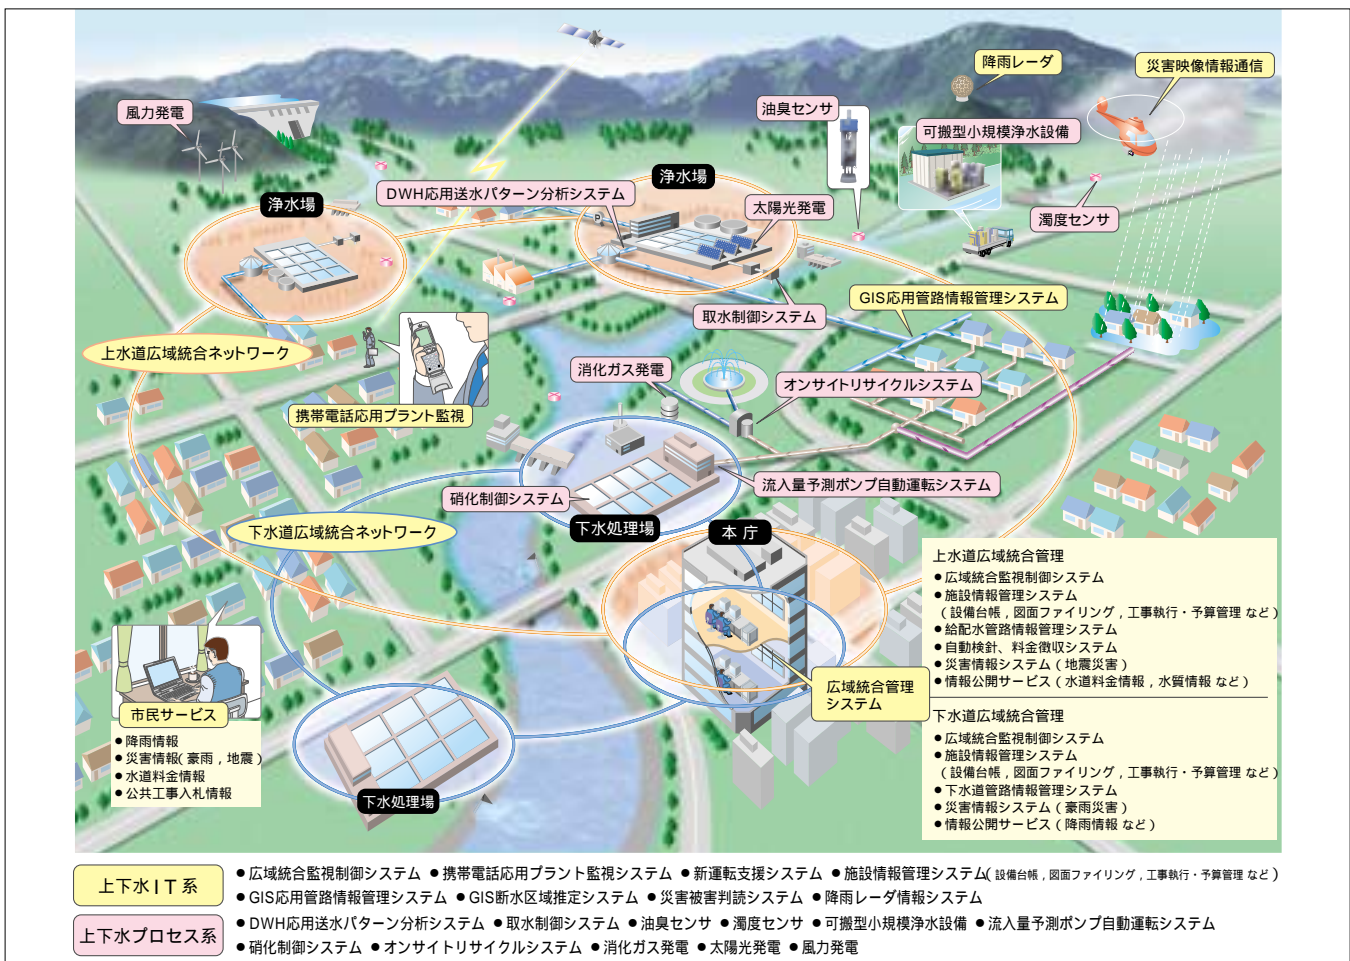 降雨レーダ
災害映像情報通信
油臭センサ
風力発電
可搬型小規模浄水設備
浄水場
DWH応用送水パターン分析システム
浄水場
太陽光発電
濁度センサ
P
GIS応用管路情報管理システム
取水制御システム
上水道広域統合ネットワーク
消化ガス発電
オンサイトリサイクルシステム
携帯電話応用プラント監視
硝化制御システム
流入量予測ポンプ自動運転システム
下水道広域統合ネットワーク
下水処理場
本庁
上水道広域統合管理
●広域統合監視制御システム
●施設情報管理システム
(設備台帳,図面ファイリング,工事執行・予算管理 など)
●給配水管路情報管理システム
●自動検針、料金徴収システム
●災害情報システム(地震災害)
●情報公開サービス(水道料金情報,水質情報 など)
広域統合管理
システム
下水道広域統合管理
●広域統合監視制御システム
●施設情報管理システム
(設備台帳,図面ファイリング,工事執行・予算管理 など)
●下水道管路情報管理システム
●災害情報システム(豪雨災害)
●情報公開サービス(降雨情報 など)
市民サービス
●降雨情報
●災害情報(豪雨,地震)
●水道料金情報
●公共工事入札情報
下水処理場
上下水IT系
●広域統合監視制御システム ●携帯電話応用プラント監視システム ●新運転支援システム ●施設情報管理システム(設備台帳,図面ファイリング,工事執行・予算管理 など)
●GIS応用管路情報管理システム ●GIS断水区域推定システム ●災害被害判読システム ●降雨レーダ情報システム
上下水プロセス系
●DWH応用送水パターン分析システム ●取水制御システム ●油臭センサ ●濁度センサ ●可搬型小規模浄水設備 ●流入量予測ポンプ自動運転システム
●硝化制御システム ●オンサイトリサイクルシステム ●消化ガス発電 ●太陽光発電 ●風力発電